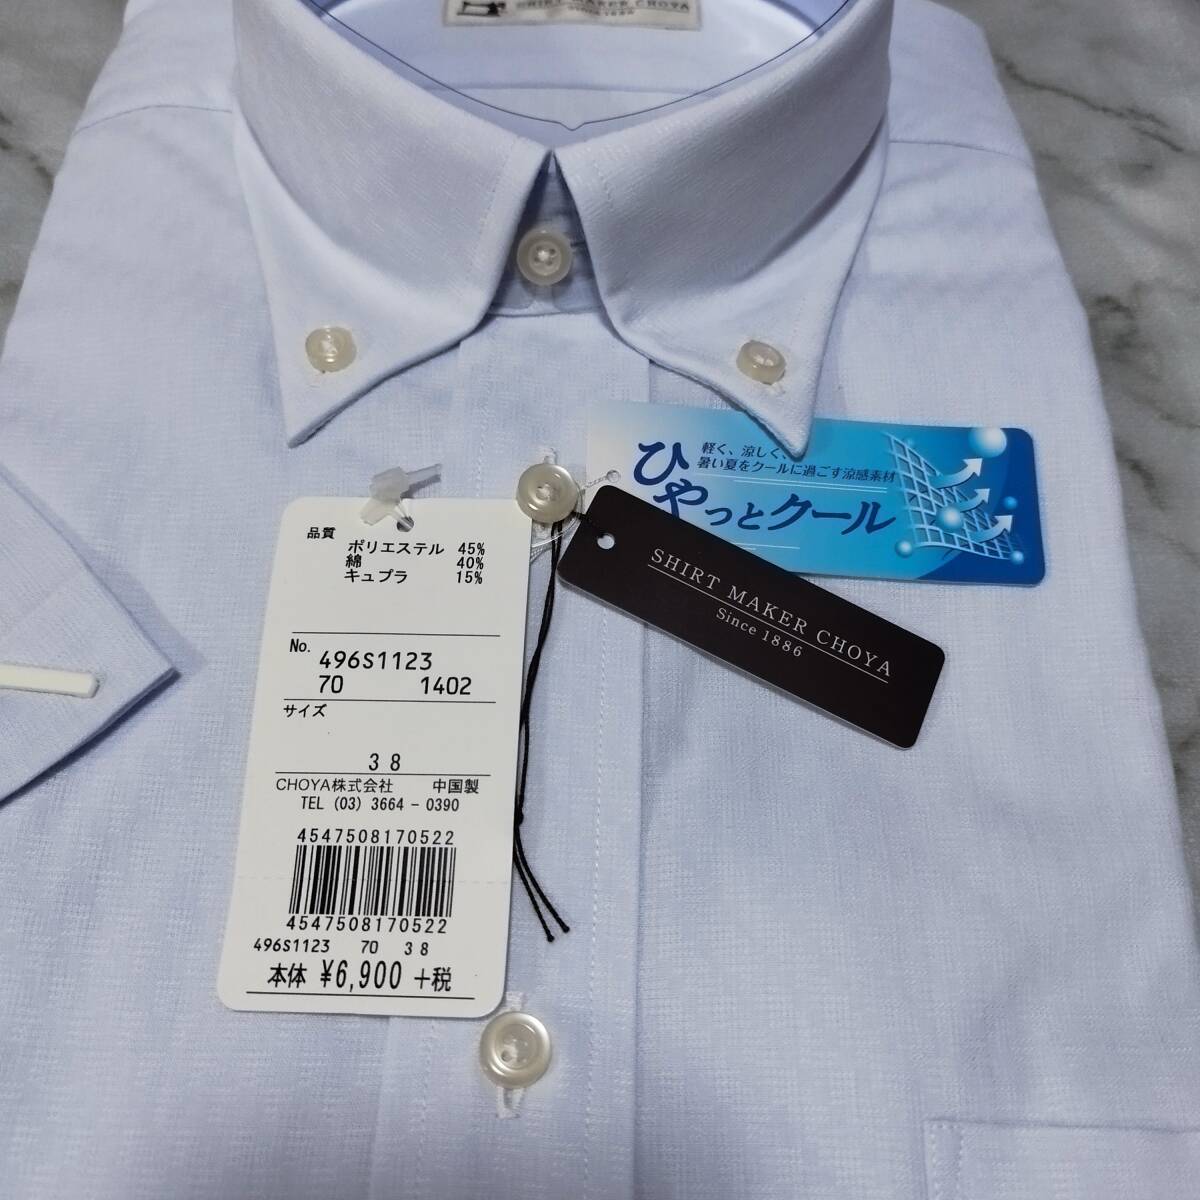 SHIRT MAKER CHOYA
SINCE 1886
軽く、涼しく、
暑い夏をクールに過ごす涼感素材
ひやっとクール
SHIRT MAKER CHOYA
Since 1886
品質
ポリエステル 45%
綿 40%
キュプラ 15%
No. 496S1123
70 1402
サイズ
38
CHOYA株式会社 中国製
TEL (03) 3664-0390
4547508170522
4547508170522
496S1123 70 38
本体 ¥6,900 +税